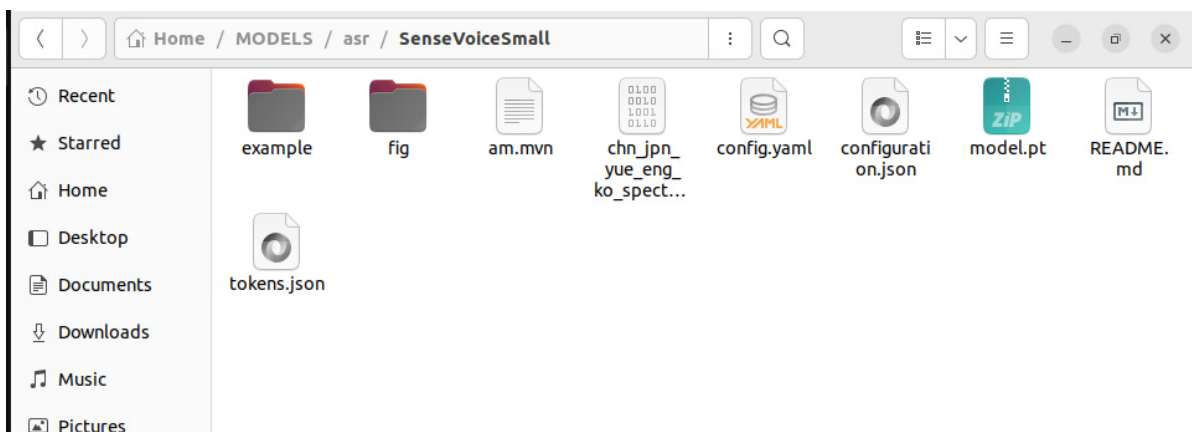 Home / MODELS / asr / SenseVoiceSmall
Recent
Starred
Home
Desktop
Documents
Downloads
Music
Pictures
example
fig
am.mvn
0100
0010
1001
0110
chn_jpn_
yue_eng_
ko_spect...
YAML
config.yaml
configurati
on.json
ZiP
model.pt
M↓
README.
md
tokens.json